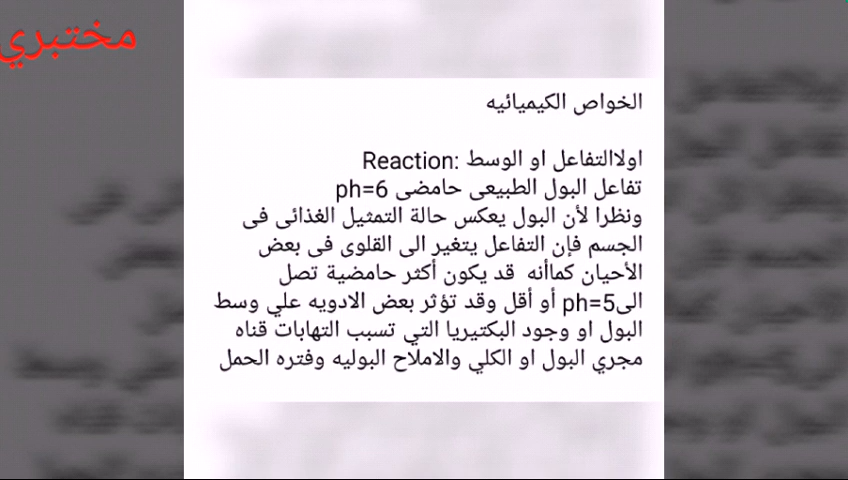 مختبري
الخواص الكيميائيه
اولاالتفاعل او الوسط :Reaction
تفاعل البول الطبيعى حامضى ph=6
ونظرا لأن البول يعكس حالة التمثيل الغذائى فى
الجسم فإن التفاعل يتغير الى القلوى فى بعض
الأحيان كماأنه قد يكون أكثر حامضية تصل
الىph=5 أو أقل وقد تؤثر بعض الادويه علي وسط
البول او وجود البكتيريا التي تسبب التهابات قناه
مجري البول او الكلي والاملاح البوليه وفتره الحمل